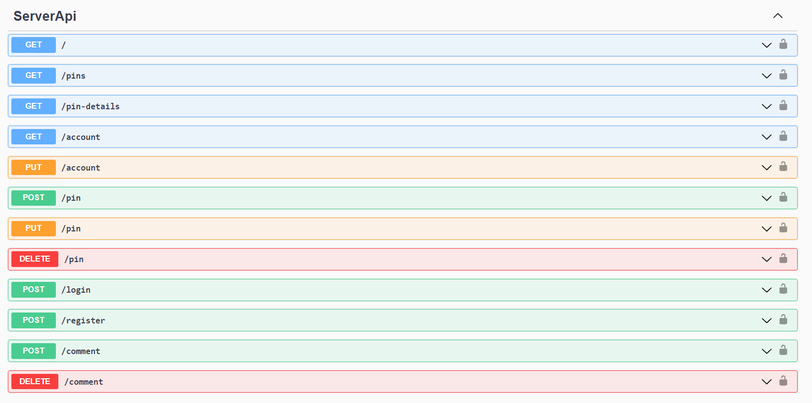 ServerApi
GET /
GET /pins
GET /pin-details
GET /account
PUT /account
POST /pin
PUT /pin
DELETE /pin
POST /login
POST /register
POST /comment
DELETE /comment